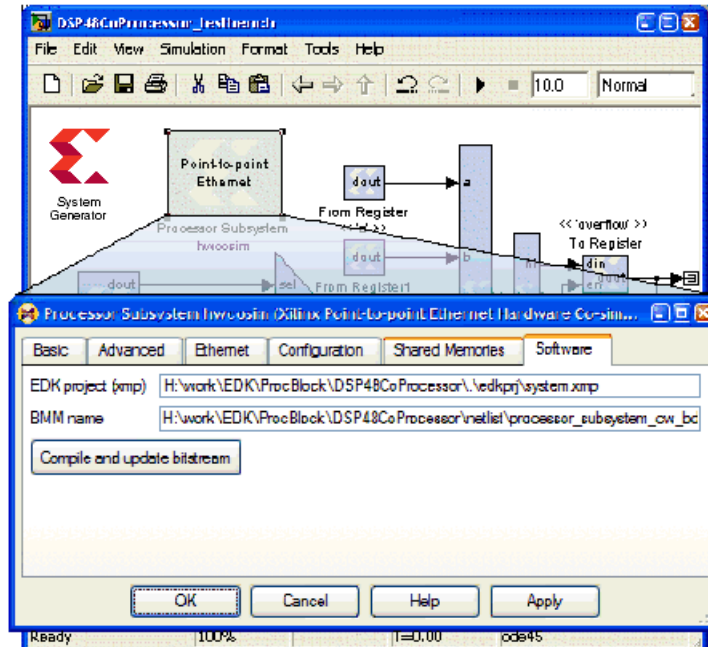 DSP48CoProcessor_testbench
File Edit View Simulation Format Tools Help
10.0 Normal
Point-to-point
Ethernet
System
Generator
dout
a
From Register
<<'a'>>
Processor Subsystem
hwcosim
<<'overflow'>>
To Register
dout
b
din
dout
dout
sel
From Register1
en
Processor Subsystem hwcosim (Xilinx Point-to-point Ethernet Hardware Co-sim...
Basic Advanced Ethernet Configuration Shared Memories Software
EDK project (xmp) H:\work\EDK\ProcBlock\DSP48CoProcessor\.\edkprj\system.xmp
BMM name H:\work\EDK\ProcBlock\DSP48CoProcessor\netlist\processor_subsystem_cw_bd
Compile and update bitstream
OK Cancel Help Apply
Ready 100% T=0.00 ode45